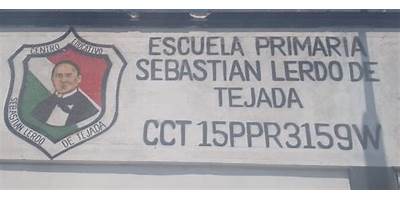 CENTRO EDUCATIVO
SEBASTIAN LERDO DE TEJADA
ESCUELA PRIMARIA
SEBASTIAN LERDO DE
TEJADA
CCT 15PPR3159W